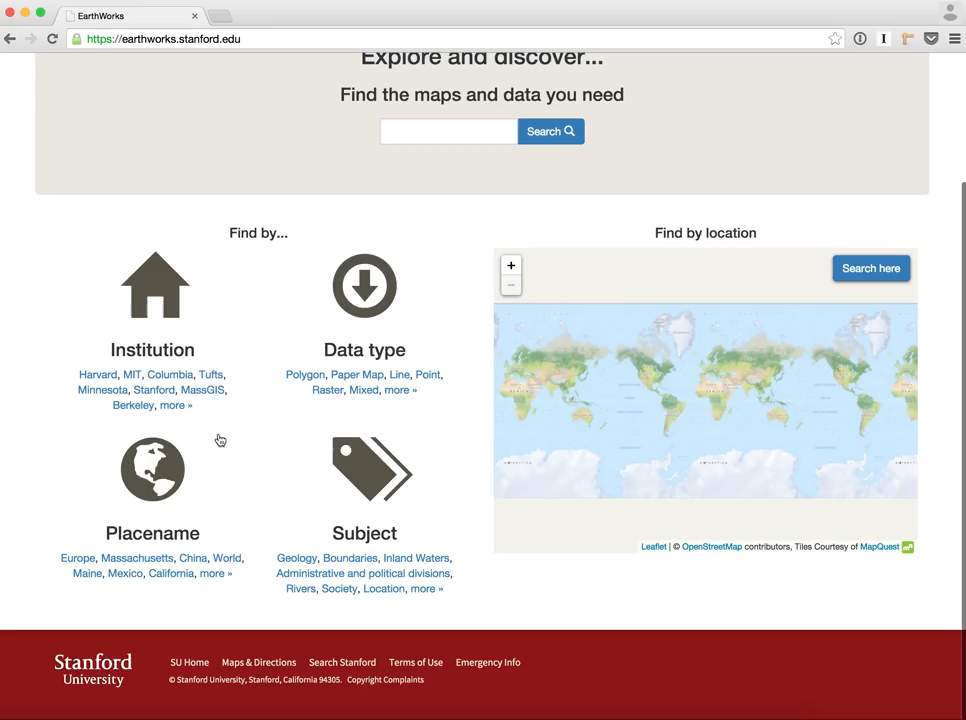 EarthWorks
https://earthworks.stanford.edu
Explore and discover...
Find the maps and data you need
Search
Find by...
Find by location
+
Search here
−
Institution
Data type
Harvard, MIT, Columbia, Tufts,
Minnesota, Stanford, MassGIS,
Berkeley, more »
Polygon, Paper Map, Line, Point,
Raster, Mixed, more »
Placename
Subject
Europe, Massachusetts, China, World,
Maine, Mexico, California, more »
Geology, Boundaries, Inland Waters,
Administrative and political divisions,
Rivers, Society, Location, more »
Leaflet | © OpenStreetMap contributors, Tiles Courtesy of MapQuest
Stanford
University
SU Home Maps & Directions Search Stanford Terms of Use Emergency Info
© Stanford University, Stanford, California 94305. Copyright Complaints